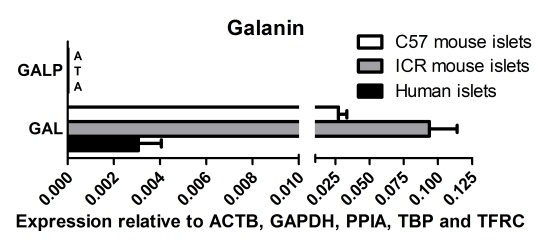 Galanin
C57 mouse islets
ICR mouse islets
Human islets
GALP
A
T
A
GAL
0.000 0.002 0.004 0.006 0.008 0.010 0.025 0.050 0.075 0.100 0.125
Expression relative to ACTB, GAPDH, PPIA, TBP and TFRC